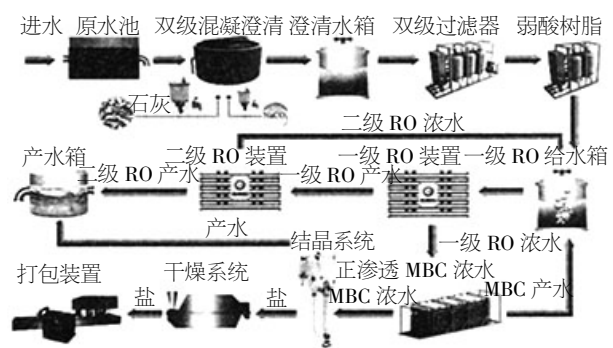 进水 原水池 双级混凝澄清 澄清水箱 双级过滤器 弱酸树脂
石灰
二级 RO 浓水
产水箱 二级 RO 装置 一级 RO 装置 一级 RO 给水箱
二级 RO 产水 一级 RO 产水
产水
结晶系统 一级 RO 浓水
打包装置 盐 干燥系统 盐 MBC 浓水 正渗透 MBC 浓水 MBC 产水